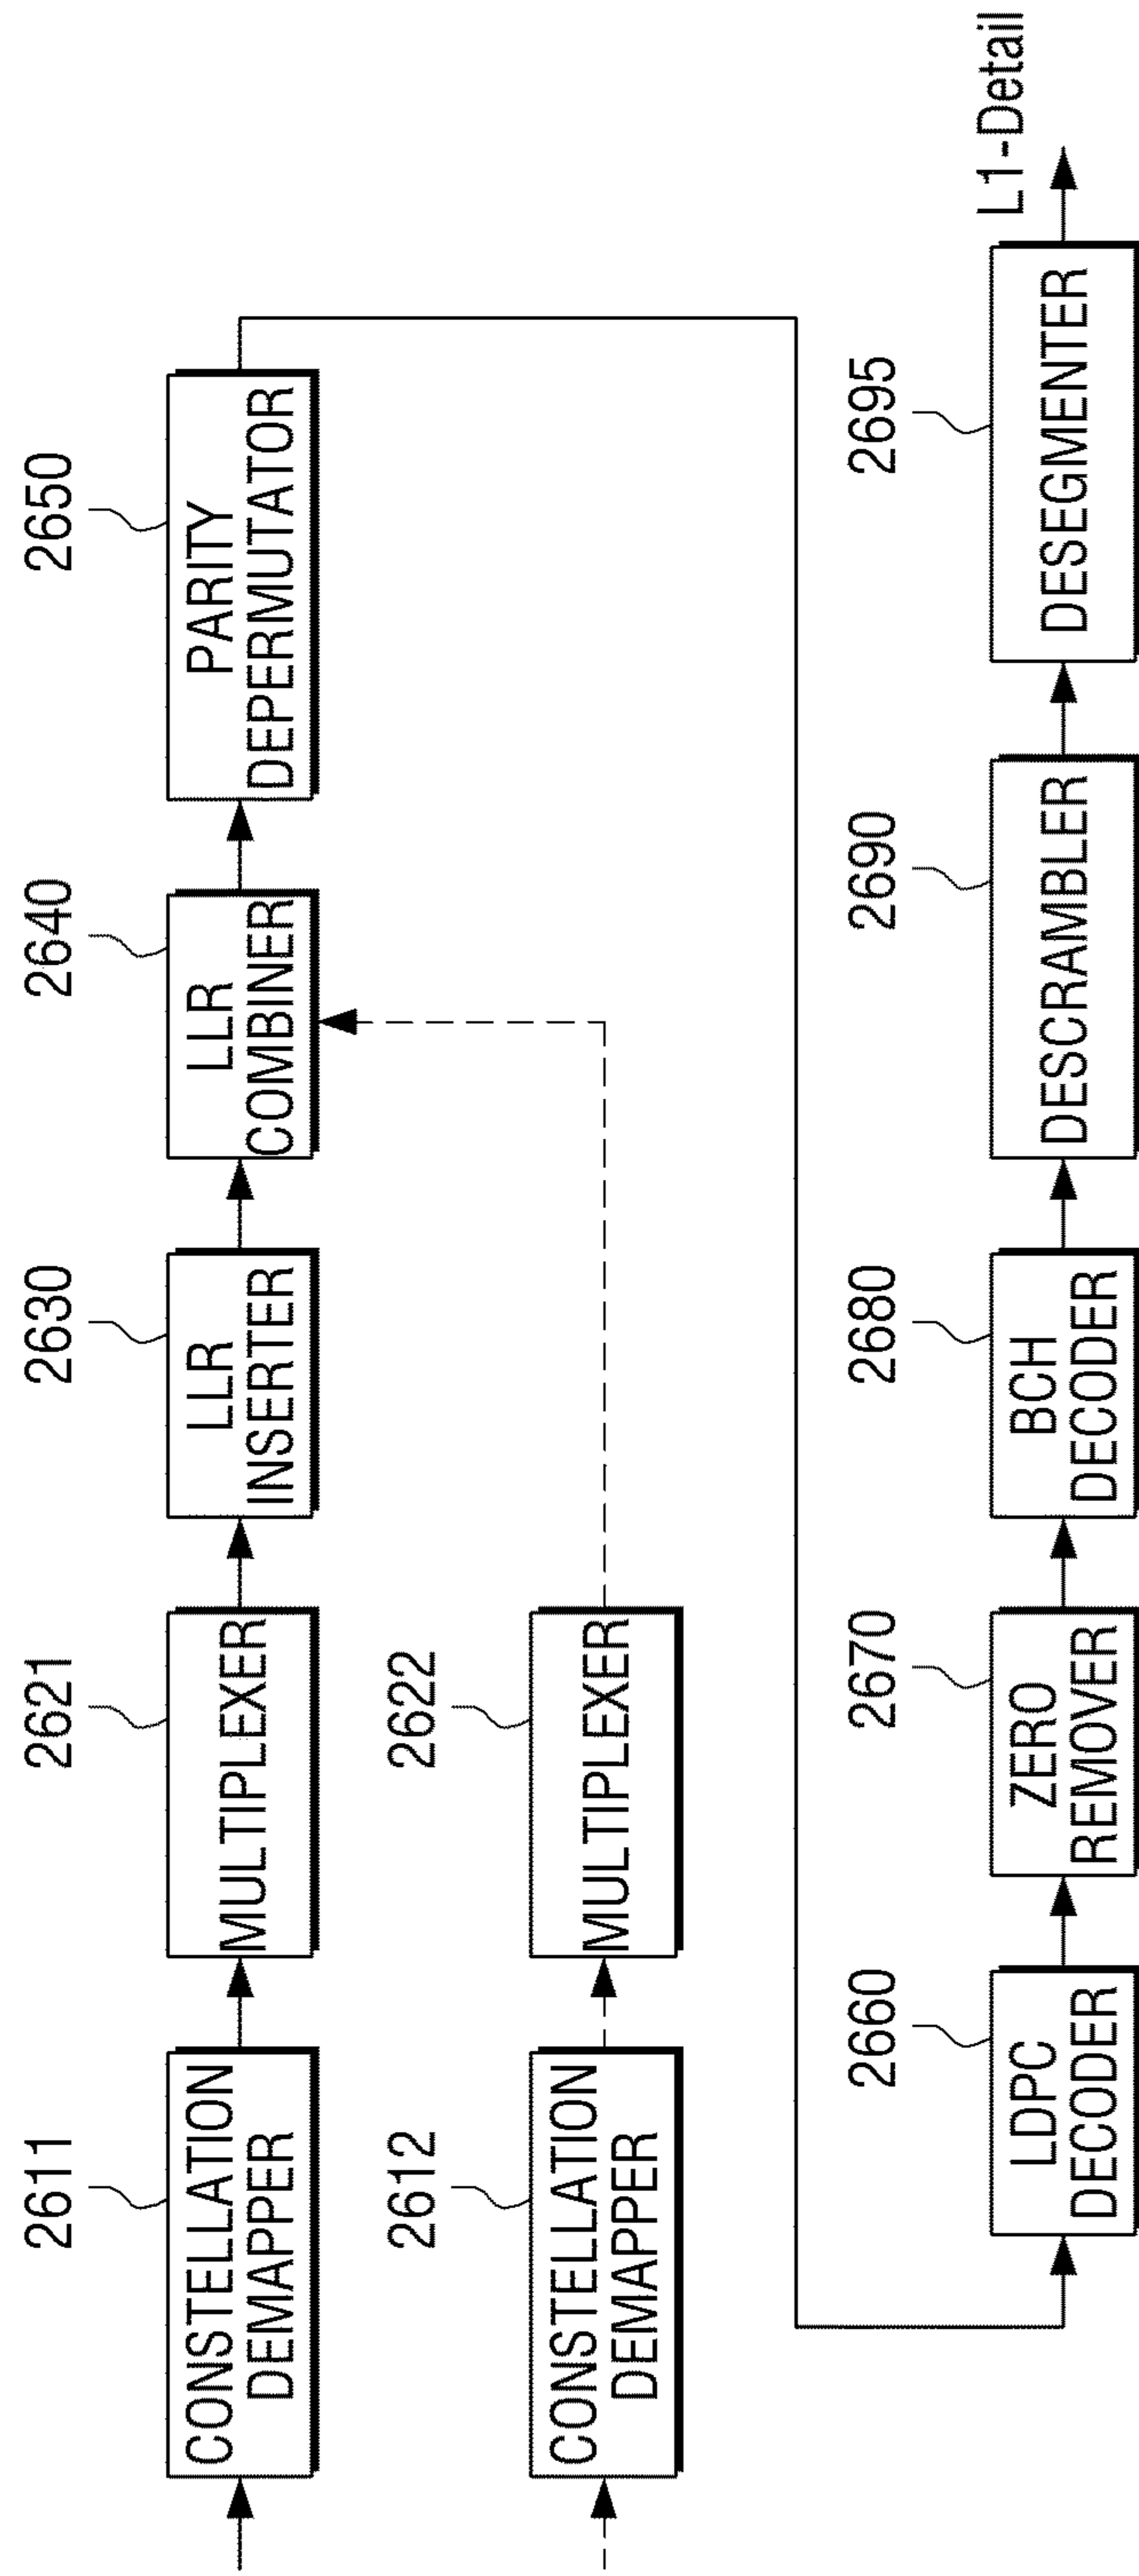 2611
CONSTELLATION
DEMAPPER
2621
MULTIPLEXER
2630
LLR
INSERTER
2640
LLR
COMBINER
2650
PARITY
DEPERMUTATOR
2612
CONSTELLATION
DEMAPPER
2622
MULTIPLEXER
2660
LDPC
DECODER
2670
ZERO
REMOVER
2680
BCH
DECODER
2690
DESCRAMBLER
2695
DESEGMENTER
L1-Detail